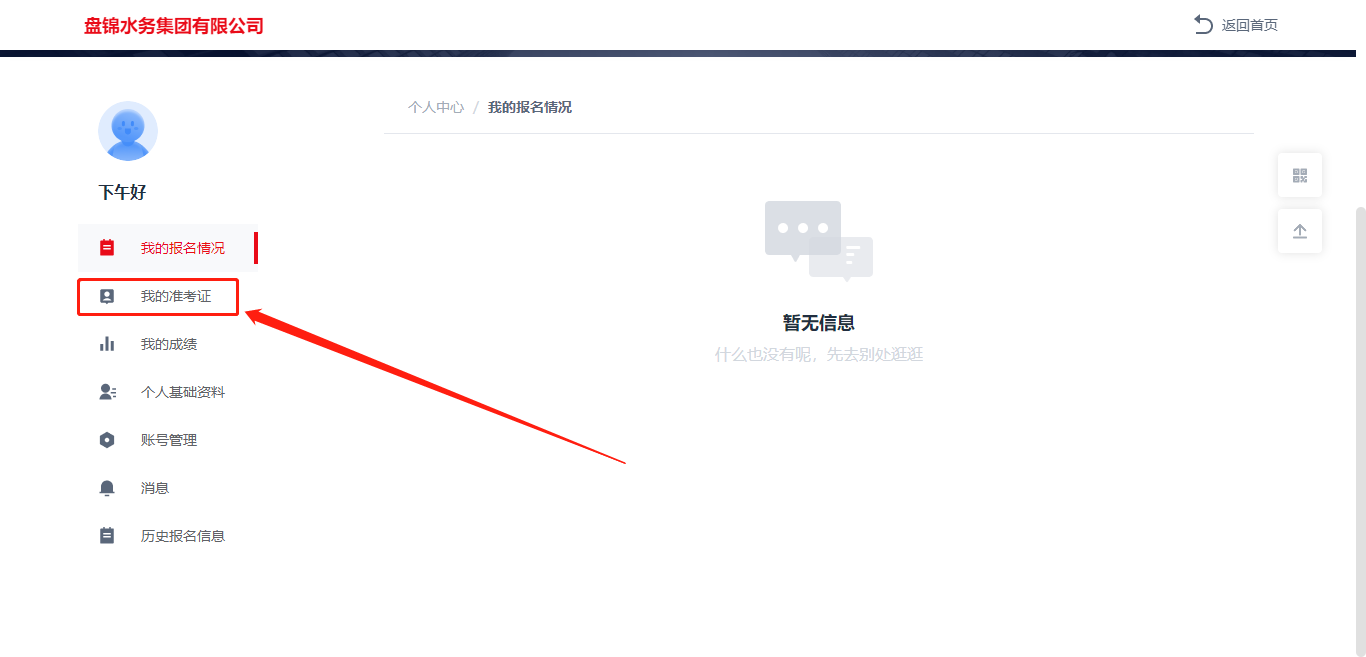 盘锦水务集团有限公司
返回首页
个人中心 / 我的报名情况
下午好
我的报名情况
我的准考证
我的成绩
个人基础资料
账号管理
消息
历史报名信息
暂无信息
什么也没有呢，先去别处逛逛